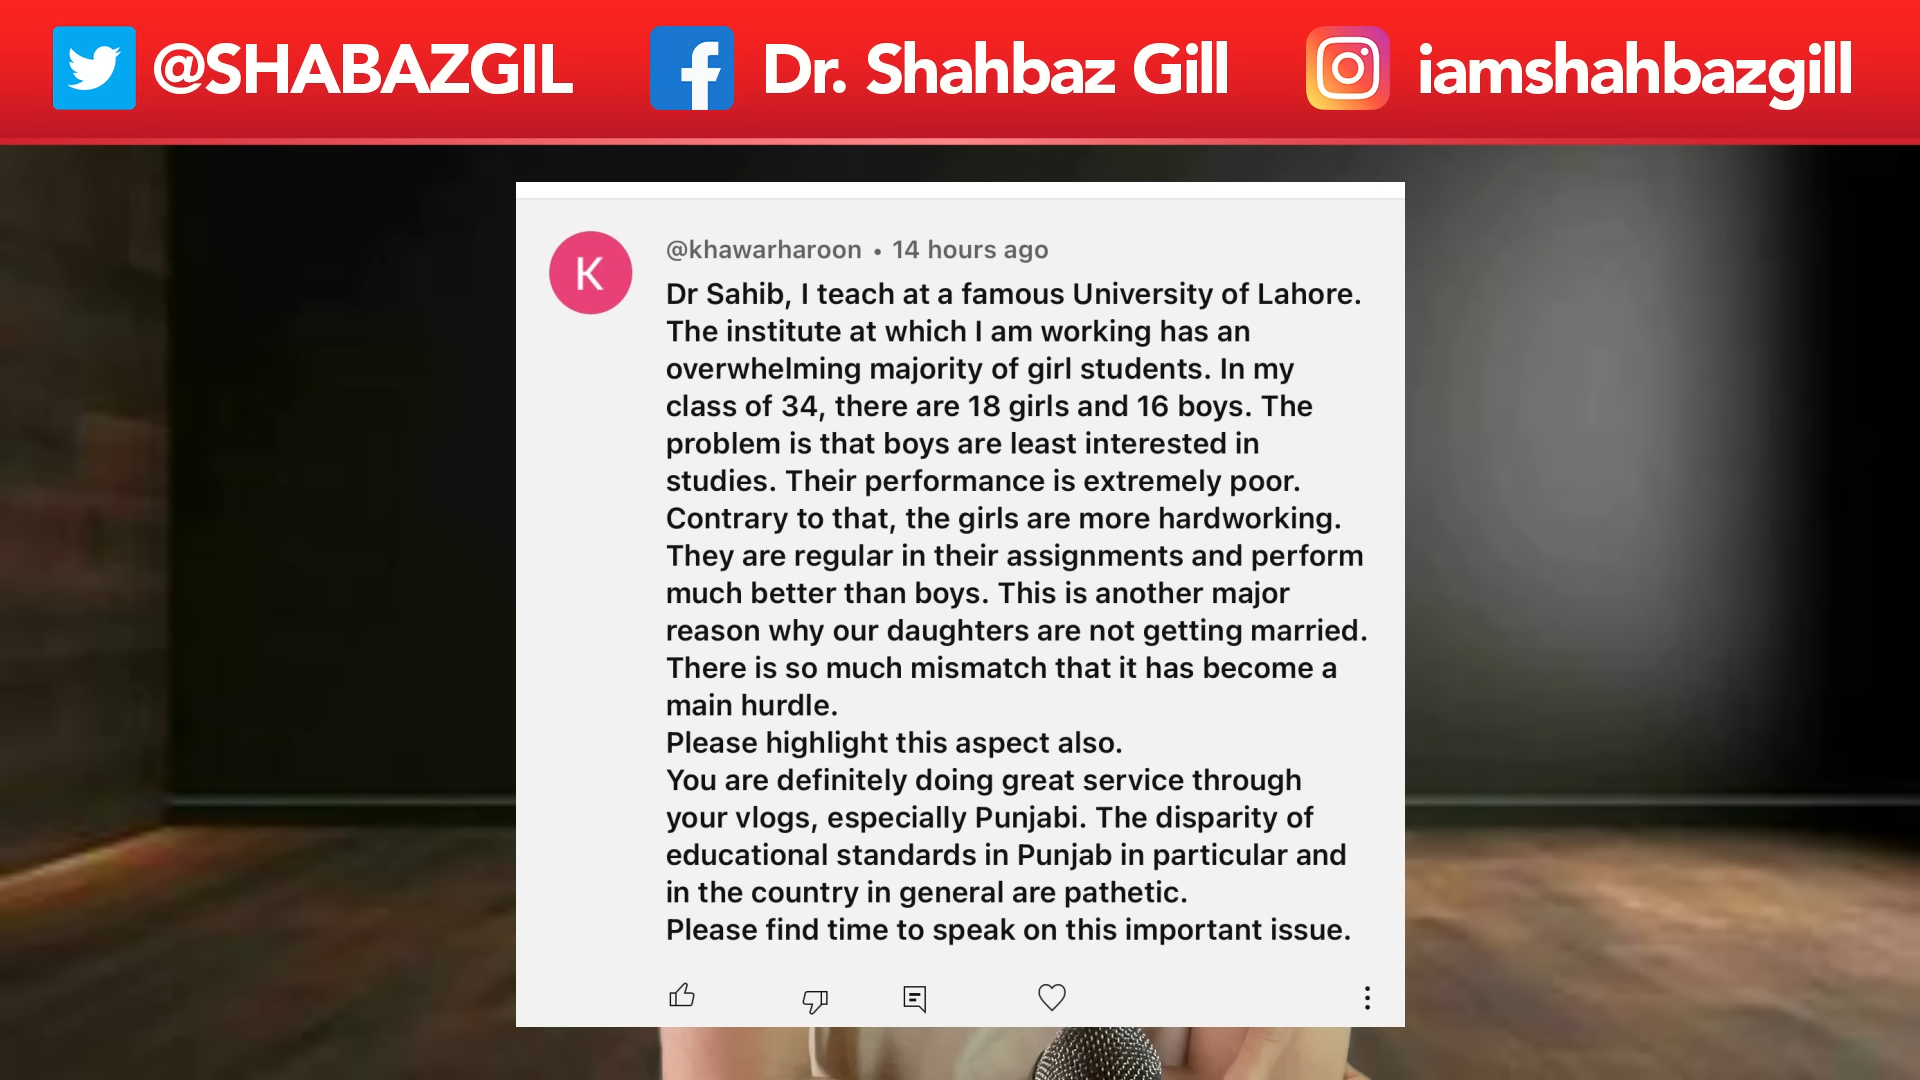 @SHABAZGIL
Dr. Shahbaz Gill
iamshahbazgill
K
@khawarharoon • 14 hours ago
Dr Sahib, I teach at a famous University of Lahore.
The institute at which I am working has an
overwhelming majority of girl students. In my
class of 34, there are 18 girls and 16 boys. The
problem is that boys are least interested in
studies. Their performance is extremely poor.
Contrary to that, the girls are more hardworking.
They are regular in their assignments and perform
much better than boys. This is another major
reason why our daughters are not getting married.
There is so much mismatch that it has become a
main hurdle.
Please highlight this aspect also.
You are definitely doing great service through
your vlogs, especially Punjabi. The disparity of
educational standards in Punjab in particular and
in the country in general are pathetic.
Please find time to speak on this important issue.